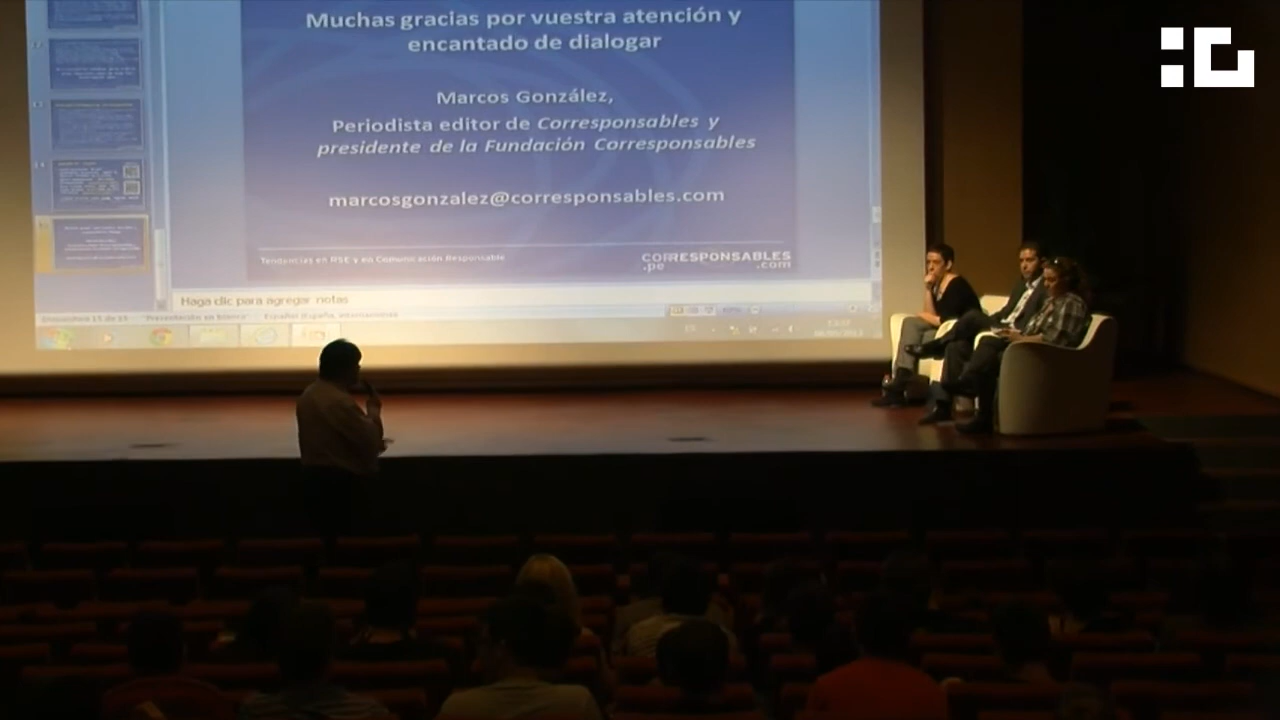 Muchas gracias por vuestra atención y
encantado de dialogar
Marcos González,
Periodista editor de Corresponsables y
presidente de la Fundación Corresponsables
marcosgonzalez@corresponsables.com
Tendencias en RSE y en Comunicación Responsable
CORRESPONSABLES
.pe .com
Haga clic para agregar notas